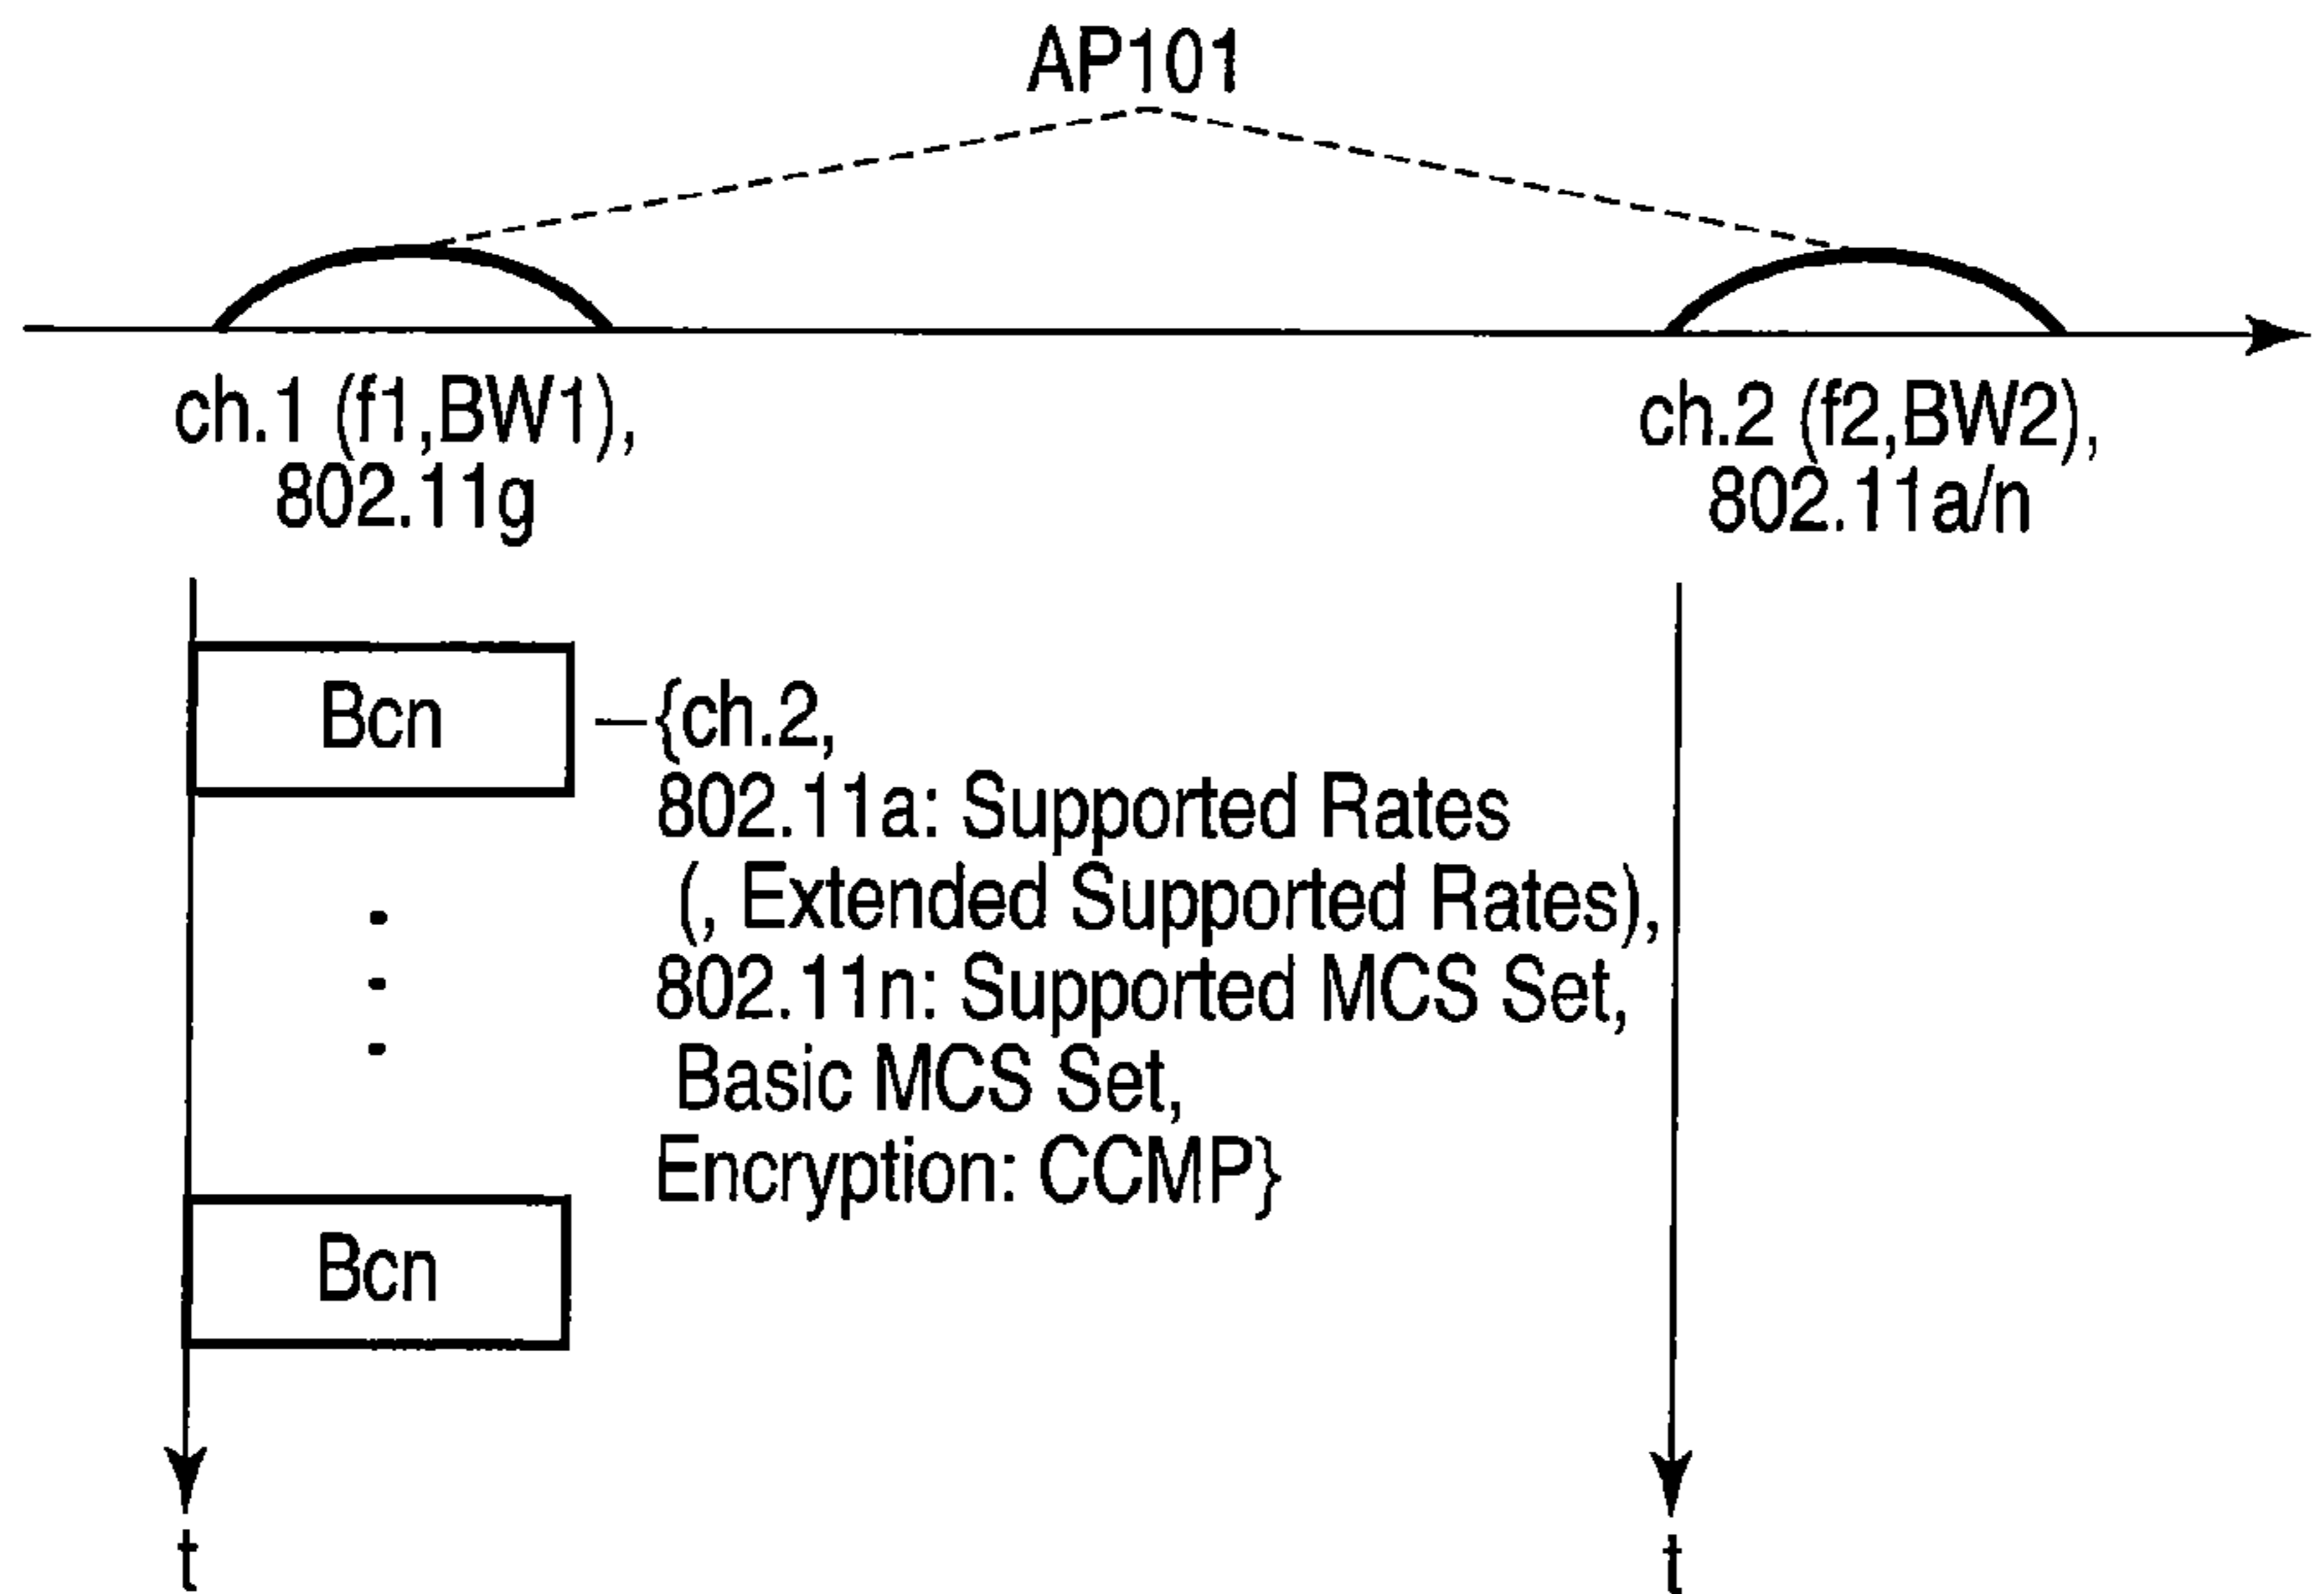 AP101
ch.1 (f1,BW1),
802.11g
ch.2 (f2,BW2),
802.11a/n
Bcn
{ch.2,
802.11a: Supported Rates
(, Extended Supported Rates),
802.11n: Supported MCS Set,
Basic MCS Set,
Encryption: CCMP}
Bcn
t
t